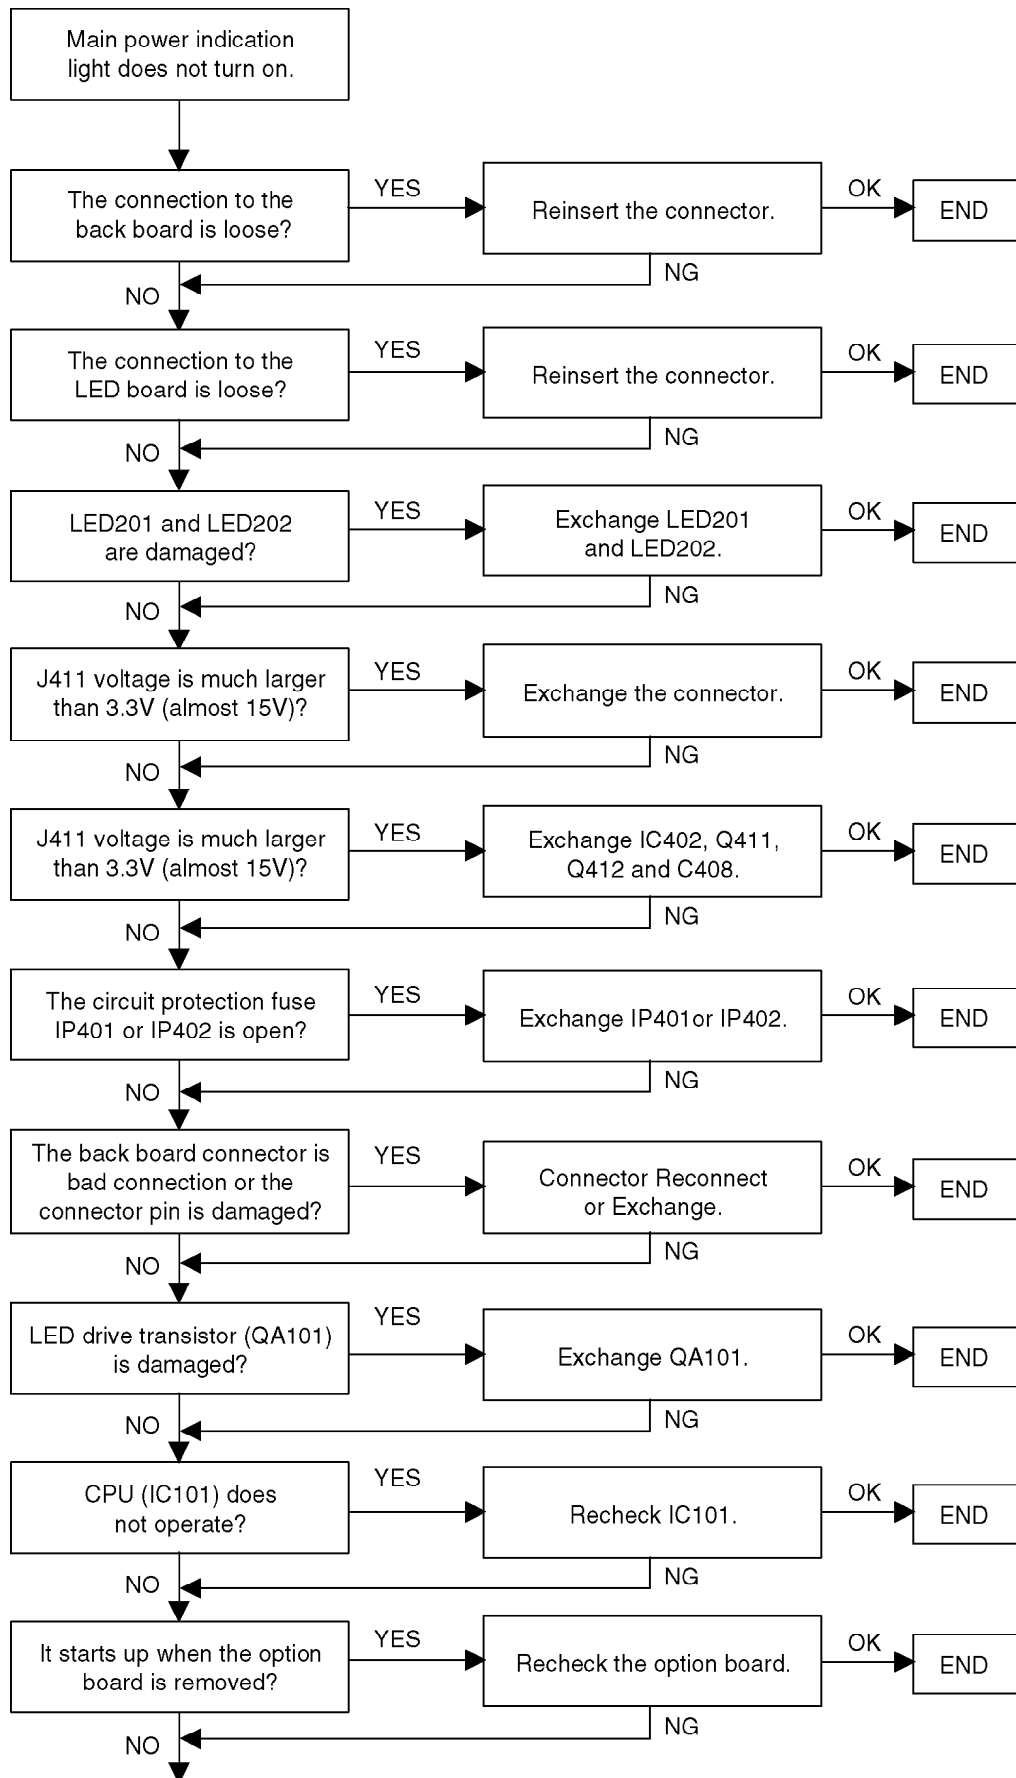 Main power indication
light does not turn on.
The connection to the
back board is loose?
YES
Reinsert the connector.
OK
END
NG
NO
The connection to the
LED board is loose?
YES
Reinsert the connector.
OK
END
NG
NO
LED201 and LED202
are damaged?
YES
Exchange LED201
and LED202.
OK
END
NG
NO
J411 voltage is much larger
than 3.3V (almost 15V)?
YES
Exchange the connector.
OK
END
NG
NO
J411 voltage is much larger
than 3.3V (almost 15V)?
YES
Exchange IC402, Q411,
Q412 and C408.
OK
END
NG
NO
The circuit protection fuse
IP401 or IP402 is open?
YES
Exchange IP401or IP402.
OK
END
NG
NO
The back board connector is
bad connection or the
connector pin is damaged?
YES
Connector Reconnect
or Exchange.
OK
END
NG
NO
LED drive transistor (QA101)
is damaged?
YES
Exchange QA101.
OK
END
NG
NO
CPU (IC101) does
not operate?
YES
Recheck IC101.
OK
END
NG
NO
It starts up when the option
board is removed?
YES
Recheck the option board.
OK
END
NG
NO